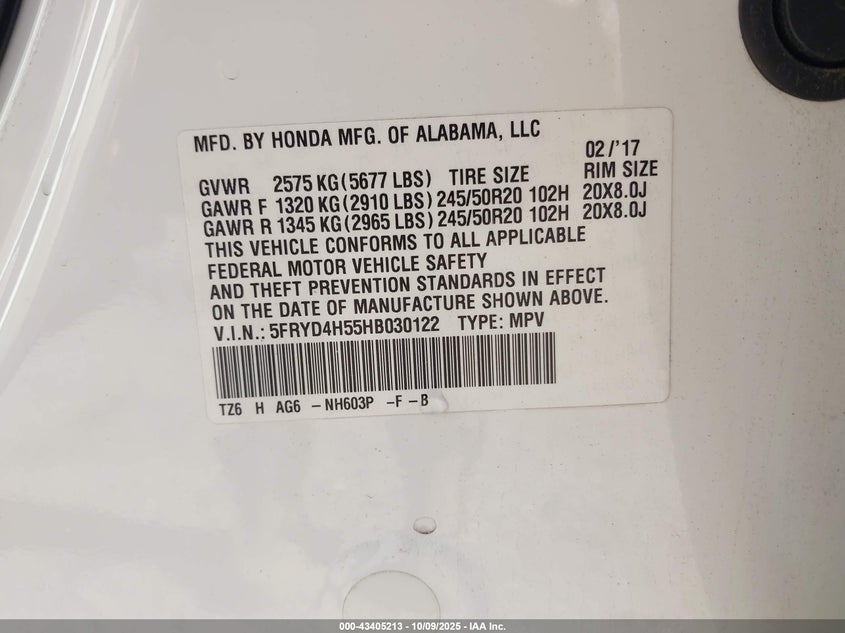 MFD. BY HONDA MFG. OF ALABAMA, LLC
02/'17
GVWR 2575 KG(5677 LBS) TIRE SIZE RIM SIZE
GAWR F 1320 KG(2910 LBS) 245/50R20 102H 20X8.0J
GAWR R 1345 KG(2965 LBS) 245/50R20 102H 20X8.0J
THIS VEHICLE CONFORMS TO ALL APPLICABLE
FEDERAL MOTOR VEHICLE SAFETY
AND THEFT PREVENTION STANDARDS IN EFFECT
ON THE DATE OF MANUFACTURE SHOWN ABOVE.
V.I.N.: 5FRYD4H55HB030122 TYPE: MPV
TZ6 H AG6 -NH603P -F-B
000-43405213 - 10/09/2025 - IAA Inc.